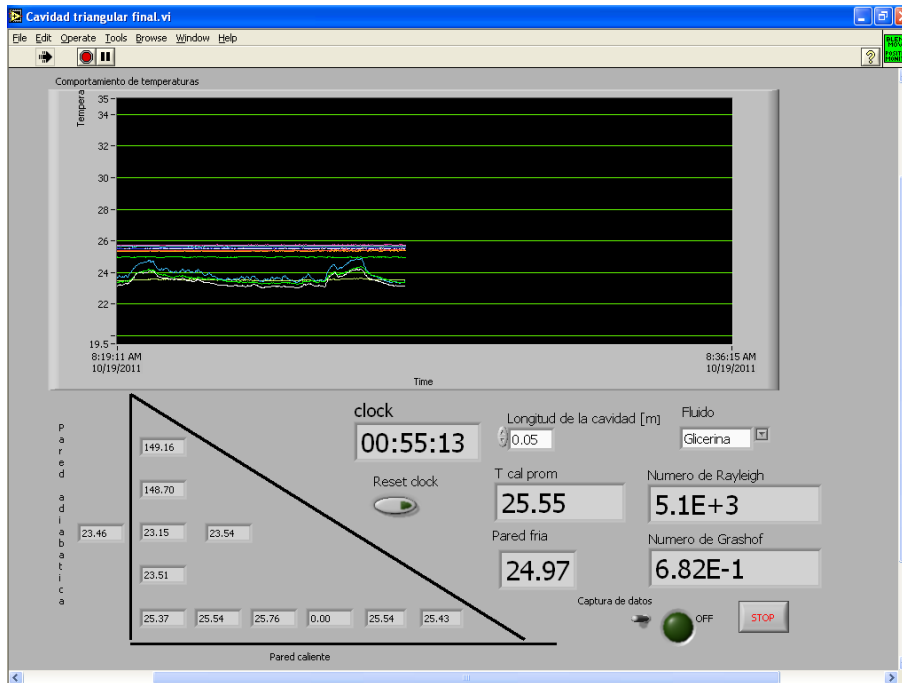 Cavidad triangular final.vi
File Edit Operate Tools Browse Window Help
?
Comportamiento de temperaturas
Tempera
35
34
32
30
28
26
24
22
19.5
8:19:11 AM
10/19/2011
8:36:15 AM
10/19/2011
Time
clock
00:55:13
Reset clock
Longitud de la cavidad [m]
0.05
Fluido
Glicerina
T cal prom
25.55
Numero de Rayleigh
5.1E+3
Pared fria
24.97
Numero de Grashof
6.82E-1
Captura de datos
OFF
STOP
Pared adiabatica
149.16
148.70
23.46
23.15
23.54
23.51
25.37
25.54
25.76
0.00
25.54
25.43
Pared caliente